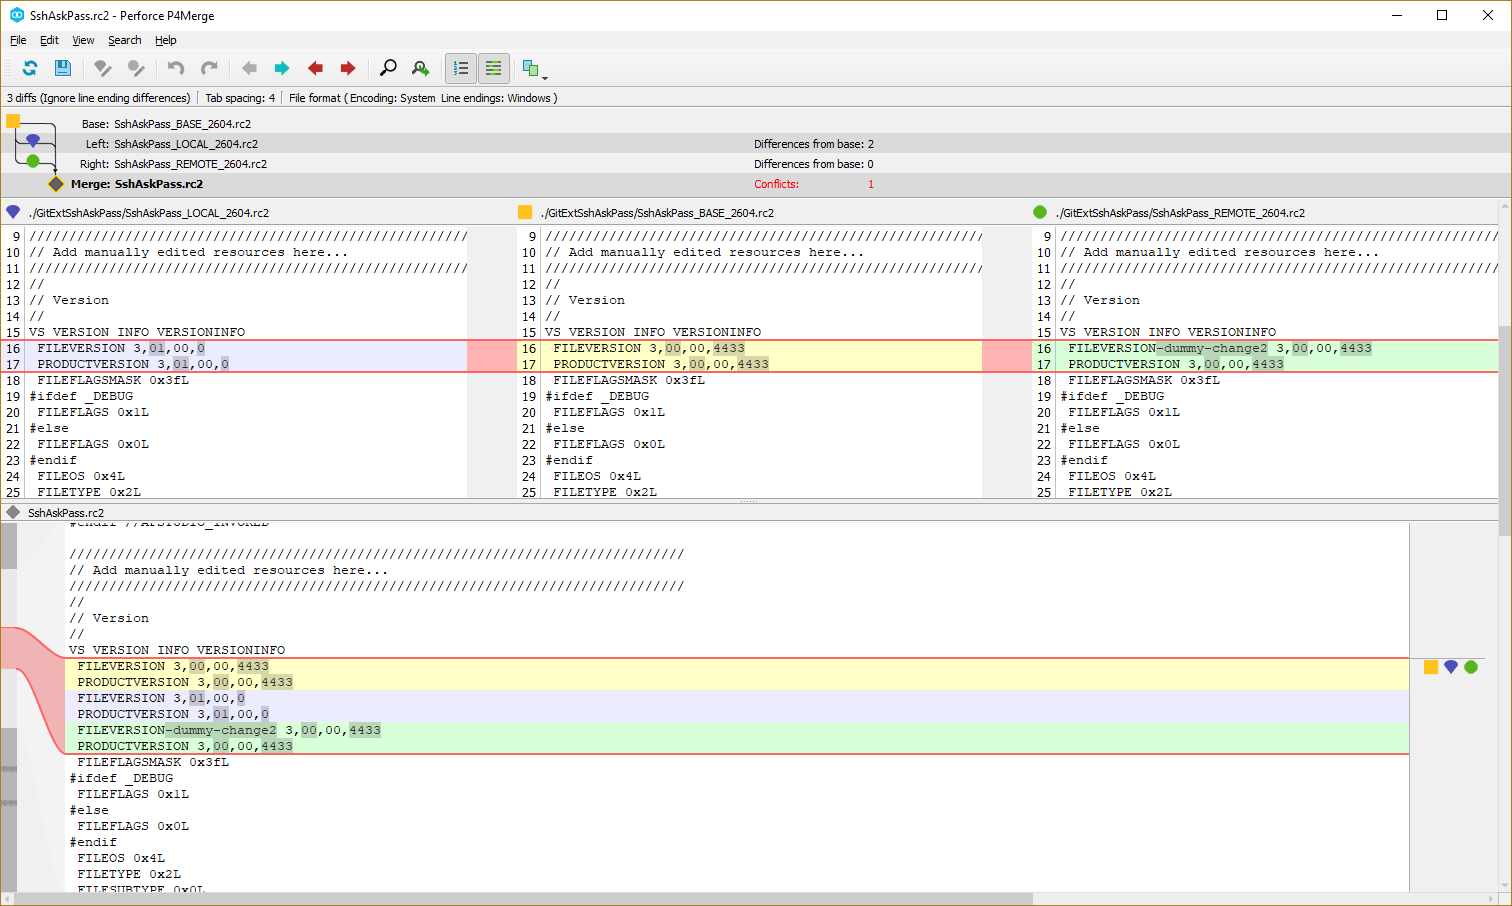 SshAskPass.rc2 - Perforce P4Merge
File Edit View Search Help
3 diffs (Ignore line ending differences) Tab spacing: 4 File format ( Encoding: System Line endings: Windows )
Base: SshAskPass_BASE_2604.rc2
Left: SshAskPass_LOCAL_2604.rc2 Differences from base: 2
Right: SshAskPass_REMOTE_2604.rc2 Differences from base: 0
Merge: SshAskPass.rc2 Conflicts: 1
./GitExtSshAskPass/SshAskPass_LOCAL_2604.rc2
9 ///////////////////////////////////////////////////////
10 // Add manually edited resources here...
11 ///////////////////////////////////////////////////////
12 //
13 // Version
14 //
15 VS_VERSION_INFO VERSIONINFO
16 FILEVERSION 3,01,00,0
17 PRODUCTVERSION 3,01,00,0
18 FILEFLAGSMASK 0x3fL
19 #ifdef _DEBUG
20 FILEFLAGS 0x1L
21 #else
22 FILEFLAGS 0x0L
23 #endif
24 FILEOS 0x4L
25 FILETYPE 0x2L
./GitExtSshAskPass/SshAskPass_BASE_2604.rc2
9 ///////////////////////////////////////////////////////
10 // Add manually edited resources here...
11 ///////////////////////////////////////////////////////
12 //
13 // Version
14 //
15 VS_VERSION_INFO VERSIONINFO
16 FILEVERSION 3,00,00,4433
17 PRODUCTVERSION 3,00,00,4433
18 FILEFLAGSMASK 0x3fL
19 #ifdef _DEBUG
20 FILEFLAGS 0x1L
21 #else
22 FILEFLAGS 0x0L
23 #endif
24 FILEOS 0x4L
25 FILETYPE 0x2L
./GitExtSshAskPass/SshAskPass_REMOTE_2604.rc2
9 ///////////////////////////////////////////////////////
10 // Add manually edited resources here...
11 ///////////////////////////////////////////////////////
12 //
13 // Version
14 //
15 VS_VERSION_INFO VERSIONINFO
16 FILEVERSION-dummy-change2 3,00,00,4433
17 PRODUCTVERSION 3,00,00,4433
18 FILEFLAGSMASK 0x3fL
19 #ifdef _DEBUG
20 FILEFLAGS 0x1L
21 #else
22 FILEFLAGS 0x0L
23 #endif
24 FILEOS 0x4L
25 FILETYPE 0x2L
SshAskPass.rc2
#endif //APSTUDIO_INVOKED
/////////////////////////////////////////////////////////////////////////////
// Add manually edited resources here...
/////////////////////////////////////////////////////////////////////////////
//
// Version
//
VS_VERSION_INFO VERSIONINFO
FILEVERSION 3,00,00,4433
PRODUCTVERSION 3,00,00,4433
FILEVERSION 3,01,00,0
PRODUCTVERSION 3,01,00,0
FILEVERSION-dummy-change2 3,00,00,4433
PRODUCTVERSION 3,00,00,4433
FILEFLAGSMASK 0x3fL
#ifdef _DEBUG
FILEFLAGS 0x1L
#else
FILEFLAGS 0x0L
#endif
FILEOS 0x4L
FILETYPE 0x2L
FILESUBTYPE 0x0L